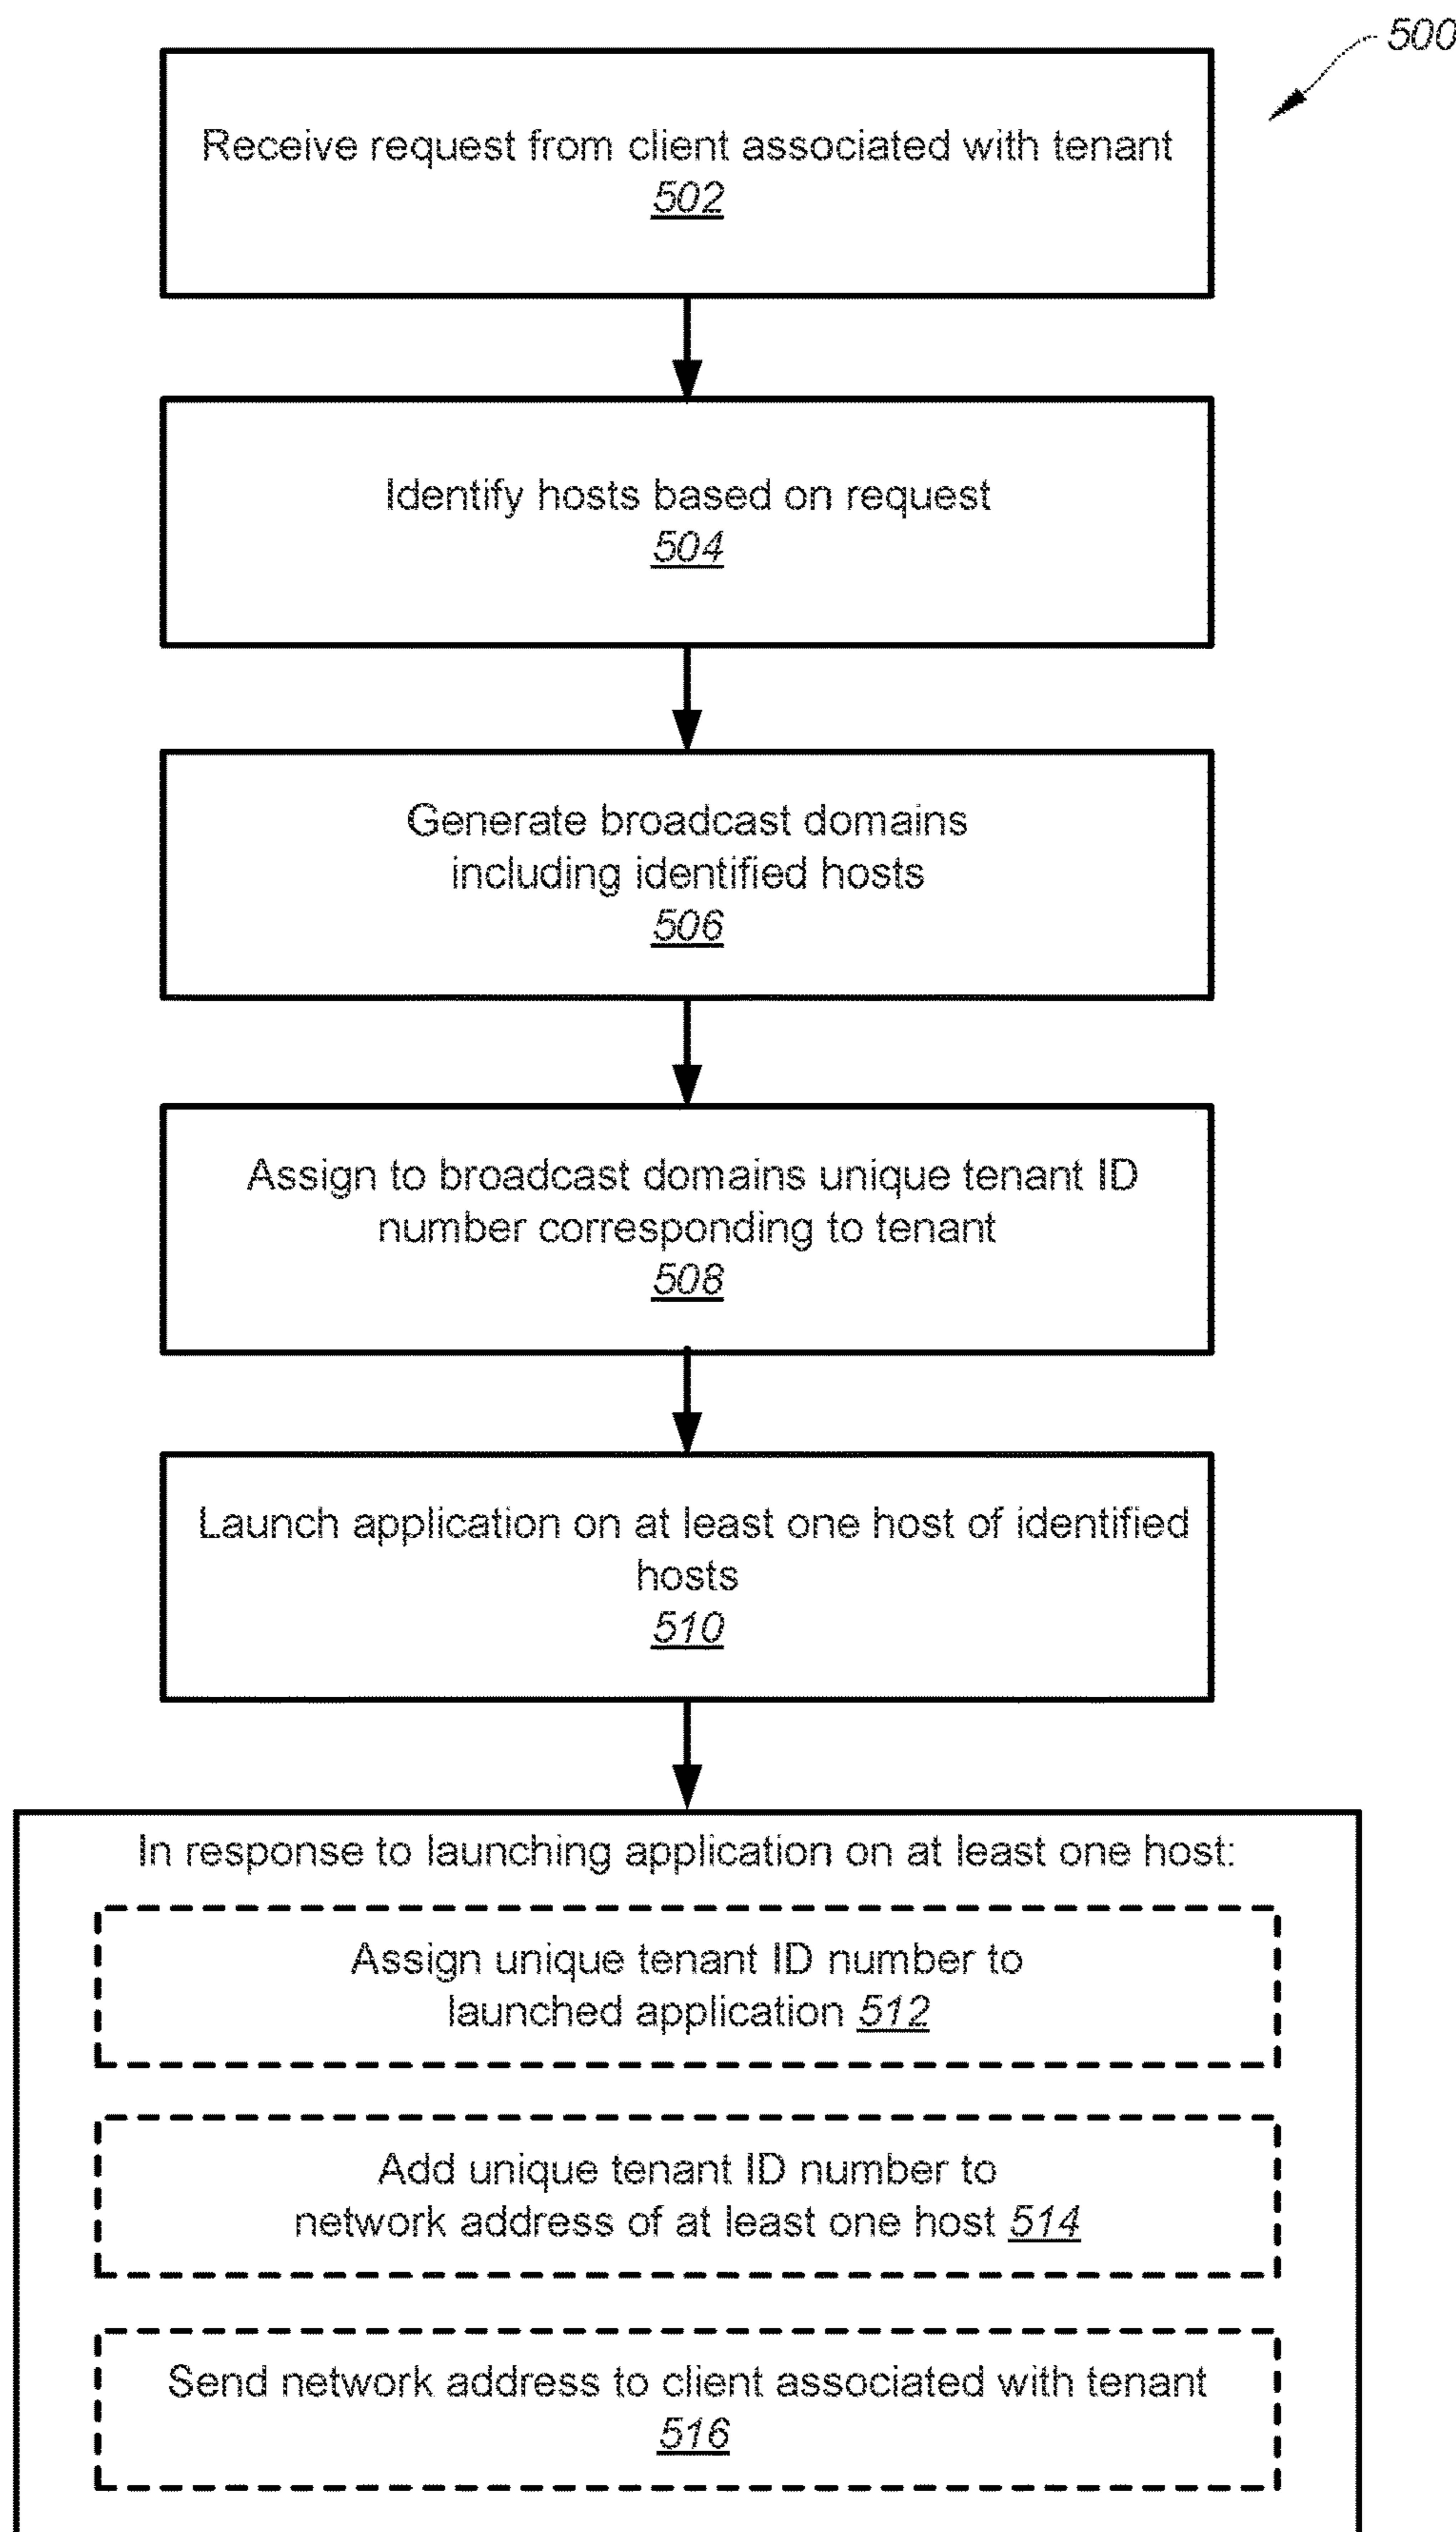 500
Receive request from client associated with tenant
502
Identify hosts based on request
504
Generate broadcast domains
including identified hosts
506
Assign to broadcast domains unique tenant ID
number corresponding to tenant
508
Launch application on at least one host of identified
hosts
510
In response to launching application on at least one host:
Assign unique tenant ID number to
launched application 512
Add unique tenant ID number to
network address of at least one host 514
Send network address to client associated with tenant
516